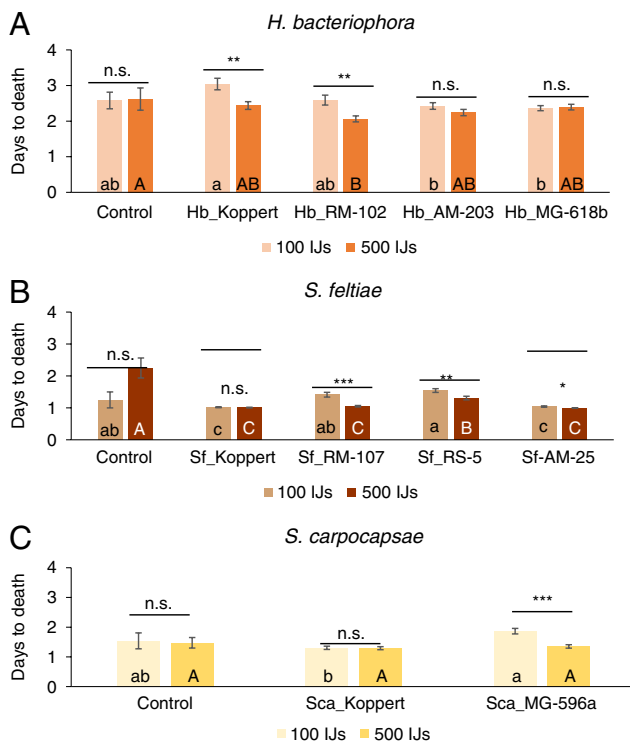 A
H. bacteriophora
Days to death
4
3
2
1
0
n.s.
**
**
n.s.
n.s.
ab
A
a
AB
ab
B
b
AB
b
AB
Control
Hb_Koppert
Hb_RM-102
Hb_AM-203
Hb_MG-618b
100 IJs
500 IJs
B
S. feltiae
Days to death
4
3
2
1
0
n.s.
n.s.
***
**
*
ab
A
c
C
ab
C
a
B
c
C
Control
Sf_Koppert
Sf_RM-107
Sf_RS-5
Sf-AM-25
100 IJs
500 IJs
C
S. carpocapsae
Days to death
4
3
2
1
0
n.s.
n.s.
***
ab
A
b
A
a
A
Control
Sca_Koppert
Sca_MG-596a
100 IJs
500 IJs